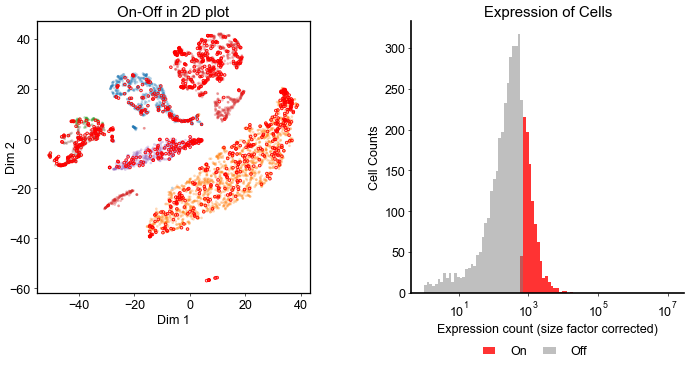 On-Off in 2D plot
40
20
0
−20
−40
−60
Dim 2
−40
−20
0
20
40
Dim 1
Expression of Cells
300
250
200
150
100
50
0
Cell Counts
10^1
10^3
10^5
10^7
Expression count (size factor corrected)
On
Off